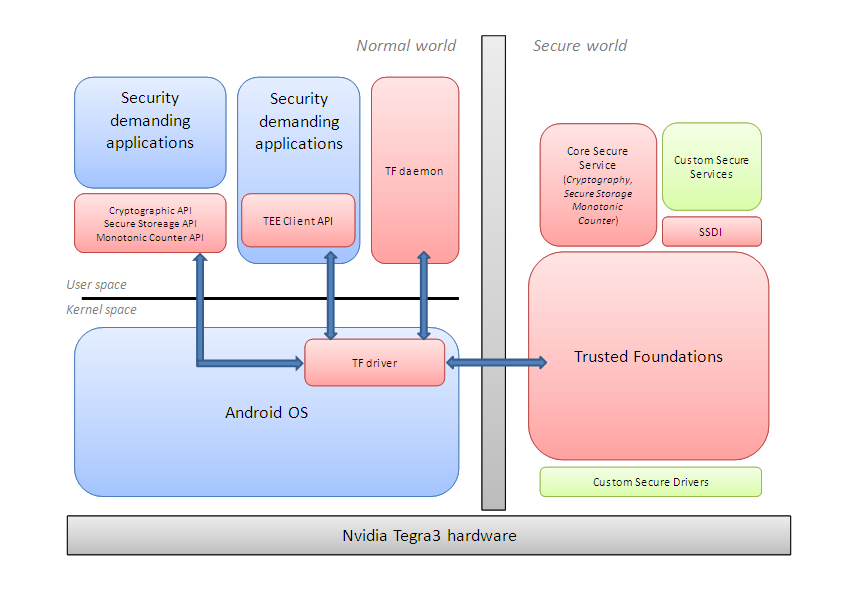 Normal world
Secure world
Security
demanding
applications
Security
demanding
applications
TF daemon
Cryptographic API
Secure Storeage API
Monotonic Counter API
TEE Client API
Core Secure
Service
(Cryptography,
Secure Storage
Monotonic
Counter)
Custom Secure
Services
SSDI
User space
Kernel space
TF driver
Android OS
Trusted Foundations
Custom Secure Drivers
Nvidia Tegra3 hardware